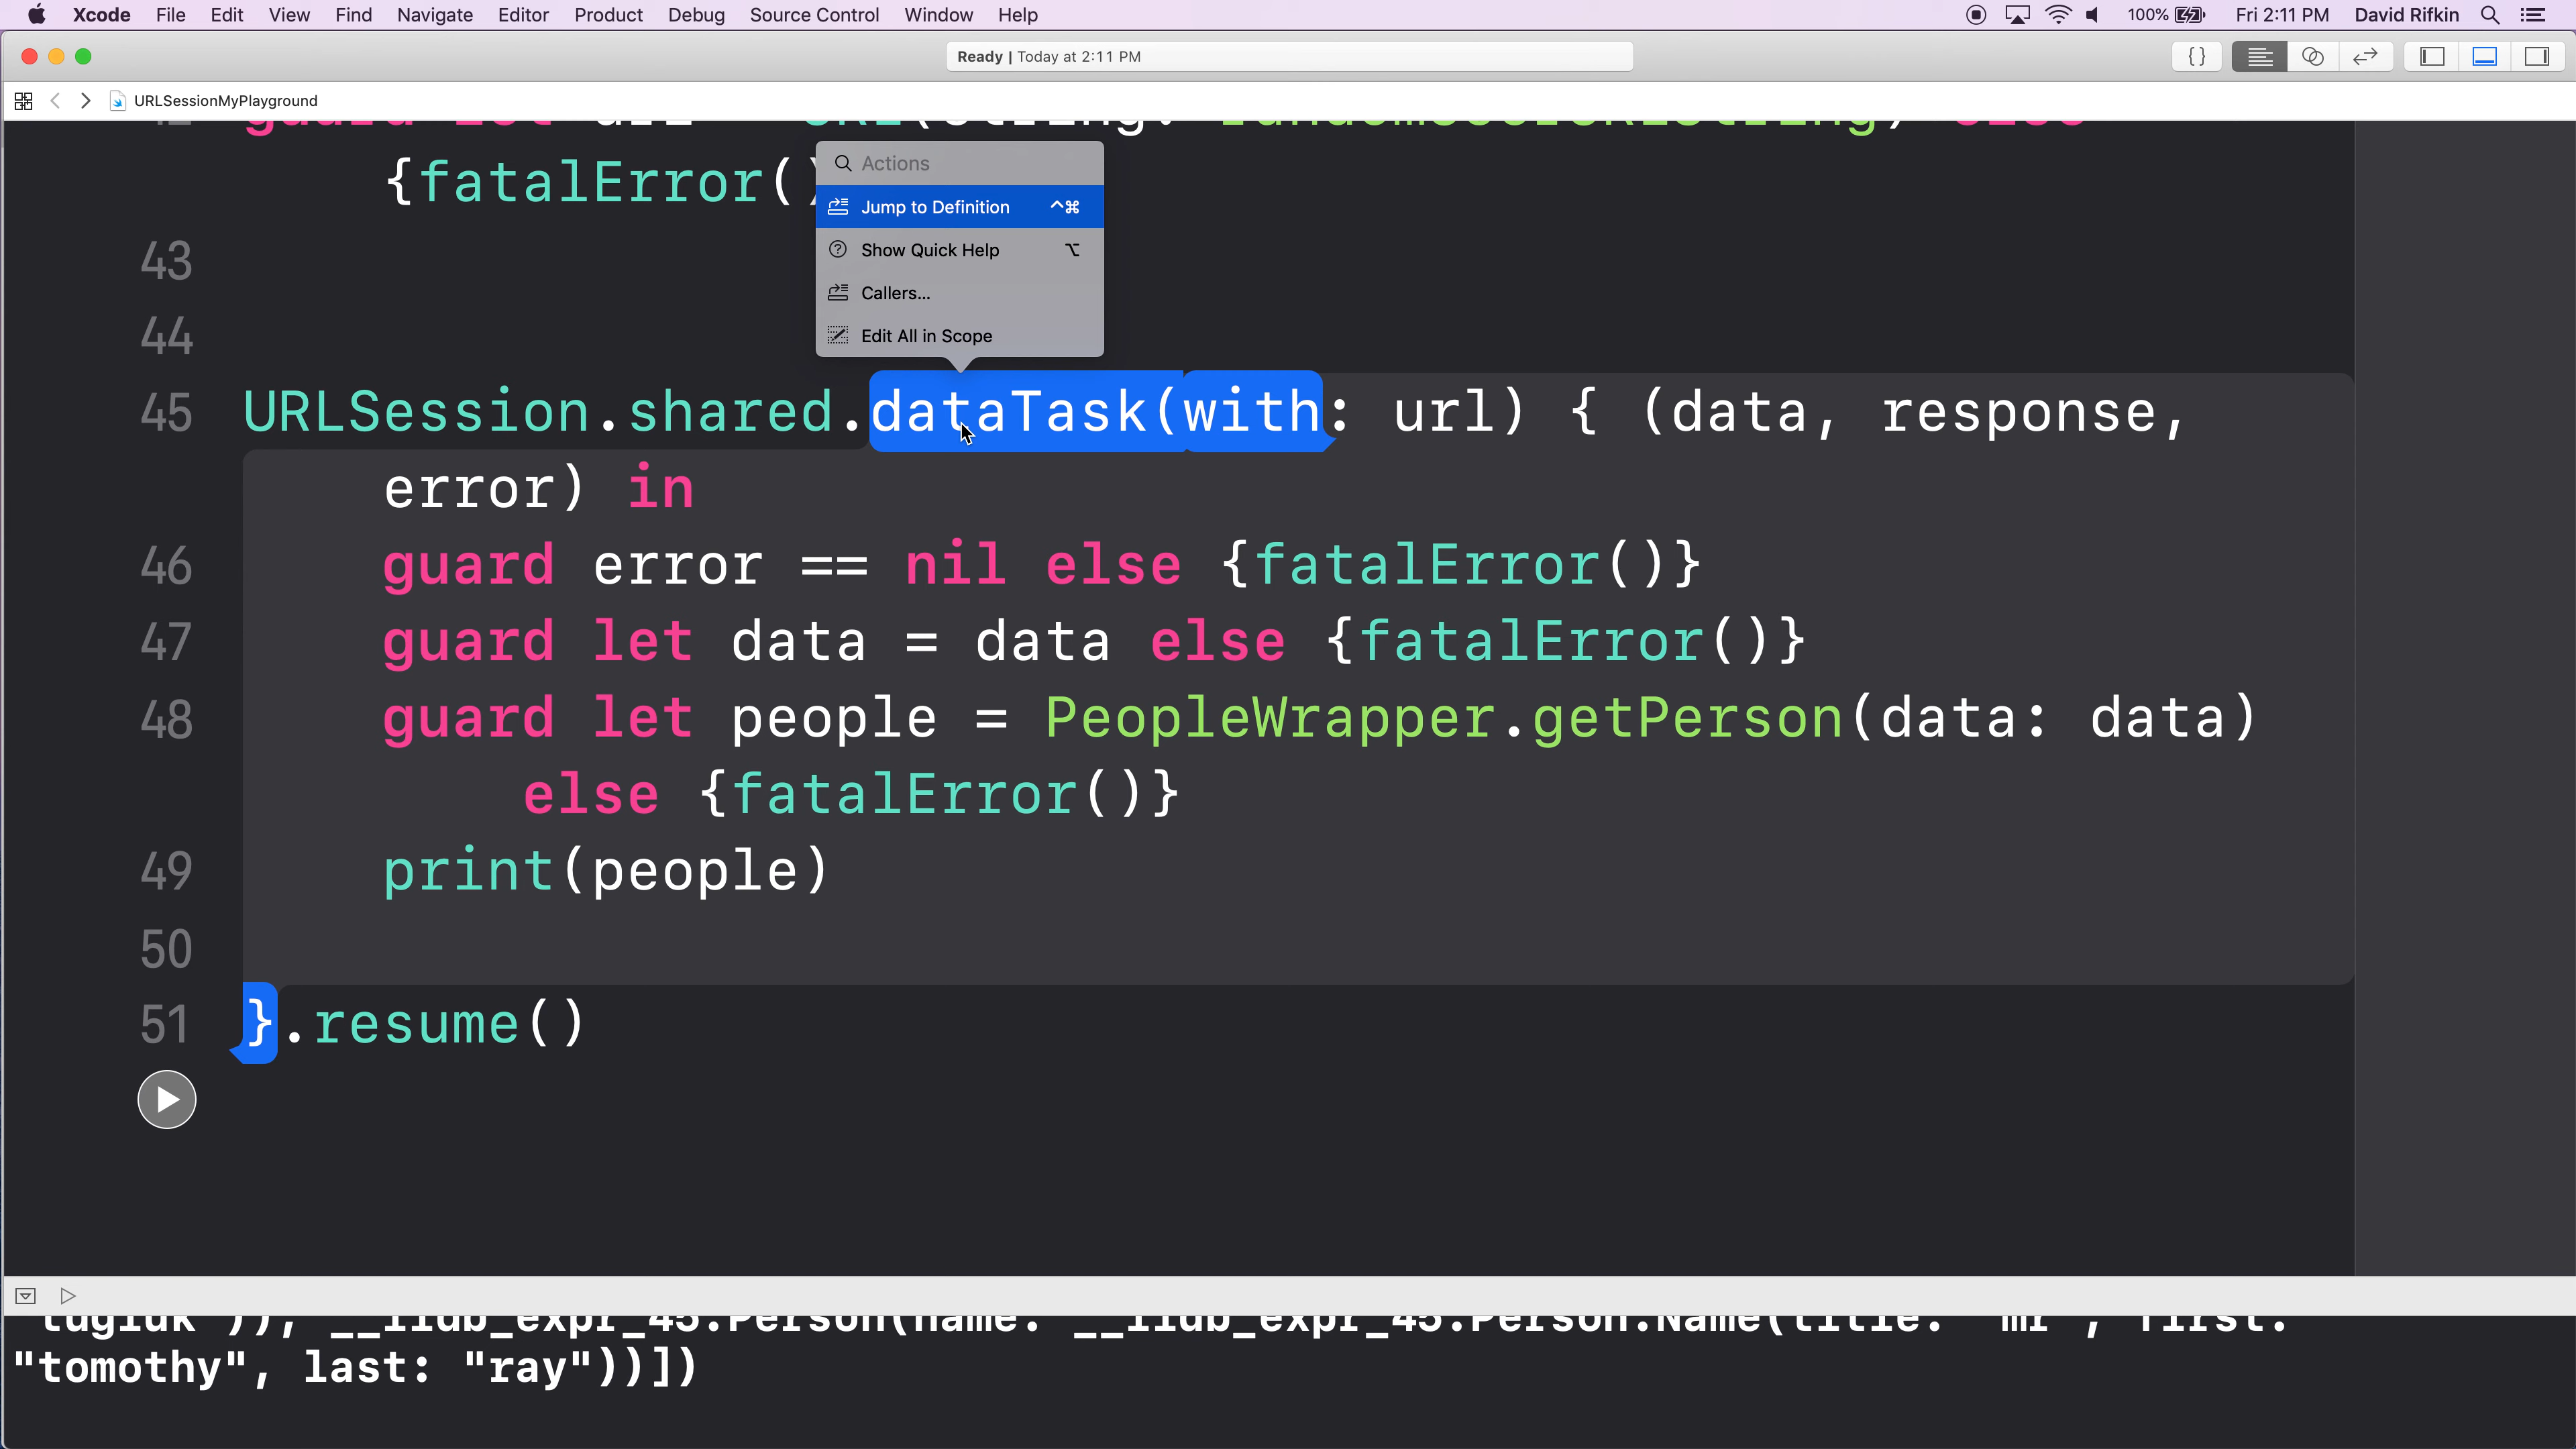 Xcode File Edit View Find Navigate Editor Product Debug Source Control Window Help 100% Fri 2:11 PM David Rifkin
Ready | Today at 2:11 PM
URLSessionMyPlayground
{fatalError()
Actions
Jump to Definition ^⌘
Show Quick Help ⌥
Callers...
Edit All in Scope
43
44
45 URLSession.shared.dataTask(with: url) { (data, response,
error) in
46 guard error == nil else {fatalError()}
47 guard let data = data else {fatalError()}
48 guard let people = PeopleWrapper.getPerson(data: data)
else {fatalError()}
49 print(people)
50
51 }.resume()
"tomothy", last: "ray"))])